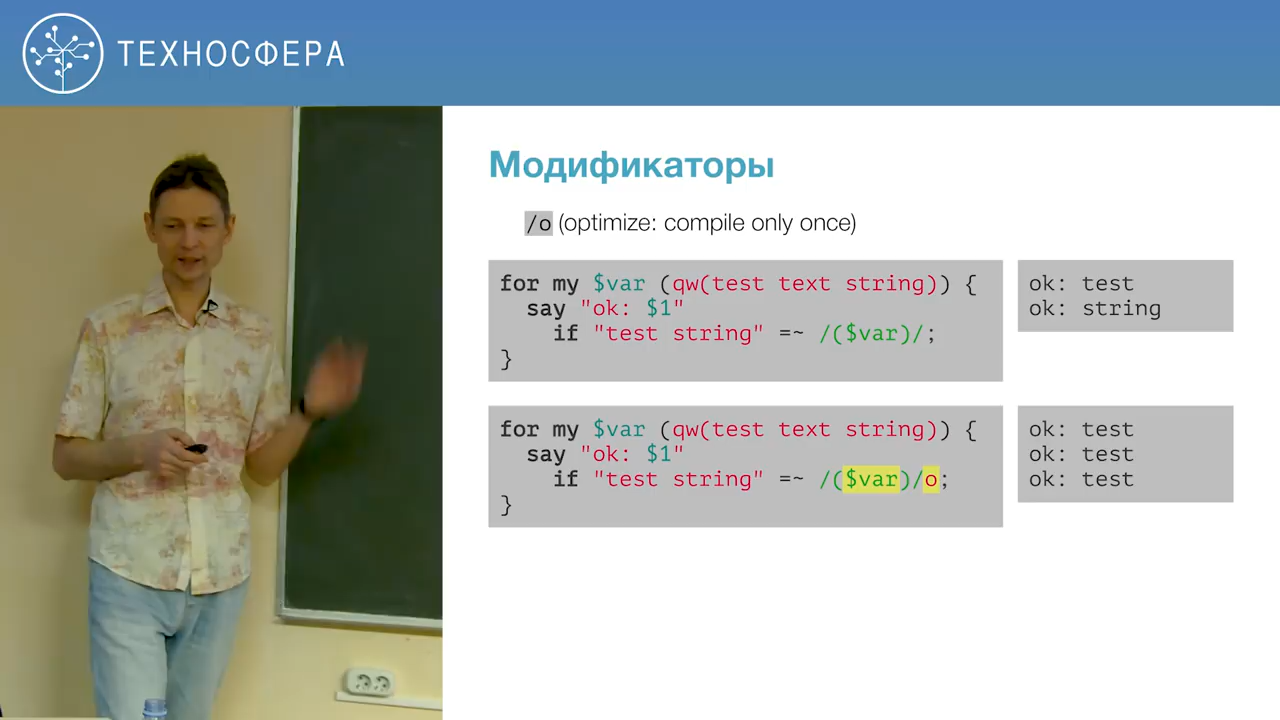 ТЕХНОСФЕРА
Модификаторы
/o (optimize: compile only once)
for my $var (qw(test text string)) {
  say "ok: $1"
    if "test string" =~ /($var)/;
}
ok: test
ok: string
for my $var (qw(test text string)) {
  say "ok: $1"
    if "test string" =~ /($var)/o;
}
ok: test
ok: test
ok: test